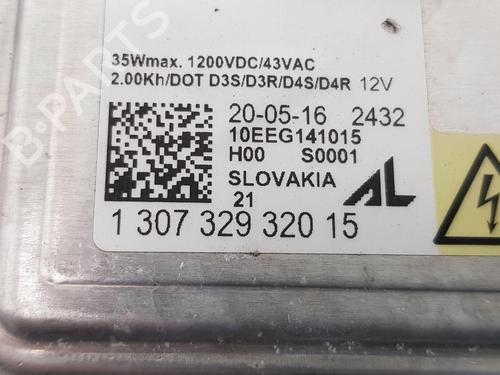 35Wmax. 1200VDC/43VAC
2.00Kh/DOT D3S/D3R/D4S/D4R 12V
20-05-16 2432
10EEG141015
H00 S0001
SLOVAKIA
21
AL
1 307 329 320 15
B-PARTS